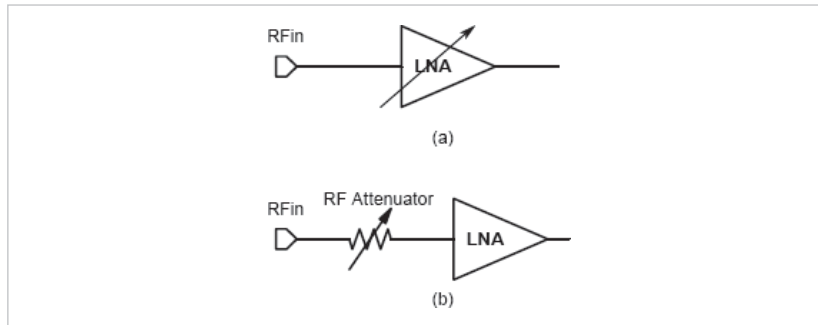 RFin
LNA
(a)
RF Attenuator
RFin
LNA
(b)